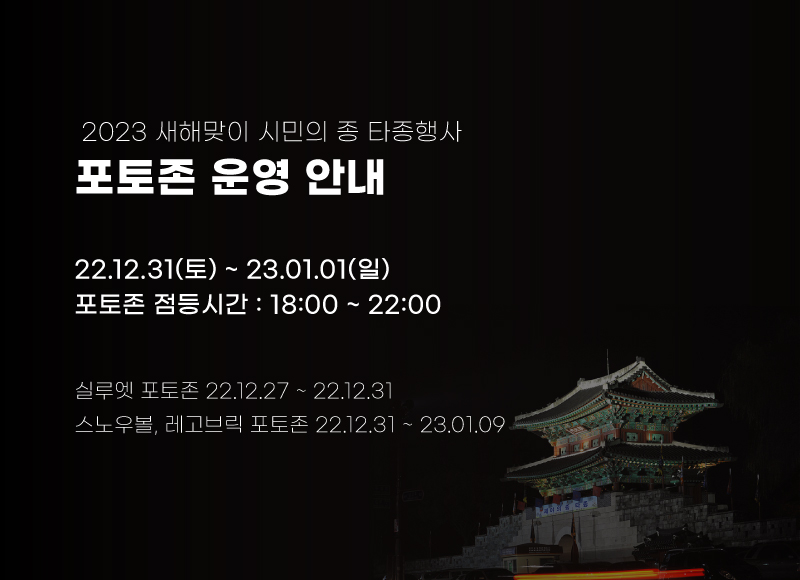 2023 새해맞이 시민의 종 타종행사
포토존 운영 안내
22.12.31(토) ~ 23.01.01(일)
포토존 점등시간 : 18:00 ~ 22:00
실루엣 포토존 22.12.27 ~ 22.12.31
스노우볼, 레고브릭 포토존 22.12.31 ~ 23.01.09